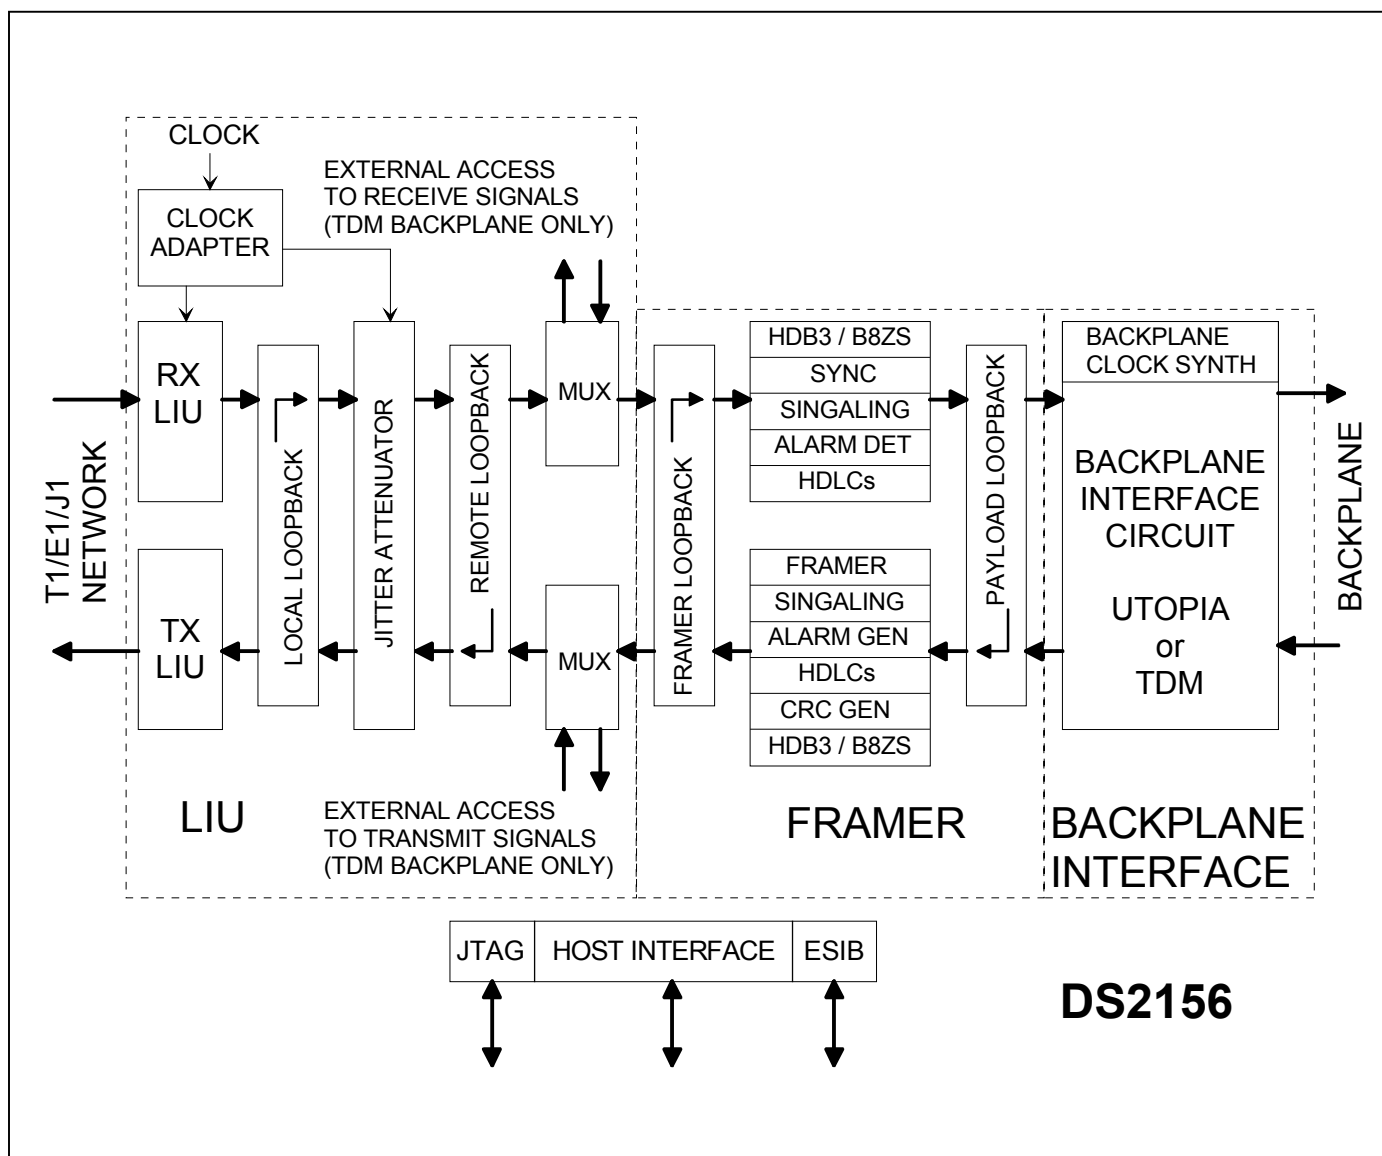 CLOCK
EXTERNAL ACCESS
TO RECEIVE SIGNALS
(TDM BACKPLANE ONLY)
CLOCK
ADAPTER
T1/E1/J1
NETWORK
RX
LIU
TX
LIU
LOCAL LOOPBACK
JITTER ATTENUATOR
REMOTE LOOPBACK
MUX
MUX
EXTERNAL ACCESS
TO TRANSMIT SIGNALS
(TDM BACKPLANE ONLY)
LIU
FRAMER LOOPBACK
HDB3 / B8ZS
SYNC
SINGALING
ALARM DET
HDLCs
FRAMER
SINGALING
ALARM GEN
HDLCs
CRC GEN
HDB3 / B8ZS
PAYLOAD LOOPBACK
FRAMER
BACKPLANE
CLOCK SYNTH
BACKPLANE
INTERFACE
CIRCUIT
UTOPIA
or
TDM
BACKPLANE
BACKPLANE
INTERFACE
JTAG
HOST INTERFACE
ESIB
DS2156